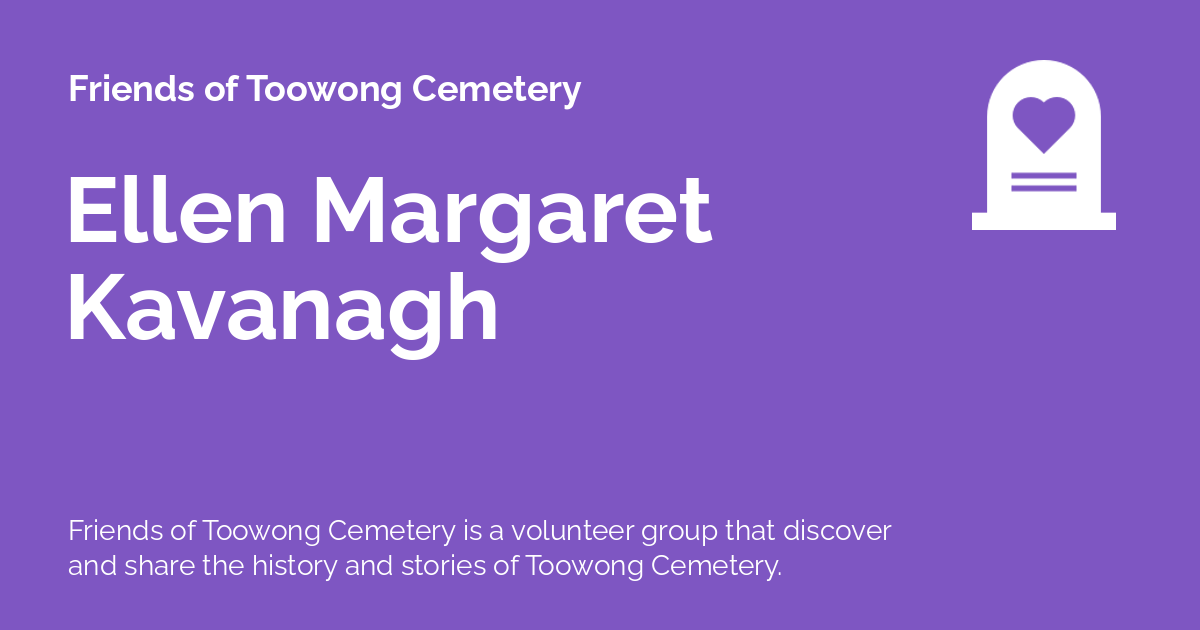 Friends of Toowong Cemetery
Ellen Margaret
Kavanagh
Friends of Toowong Cemetery is a volunteer group that discover
and share the history and stories of Toowong Cemetery.